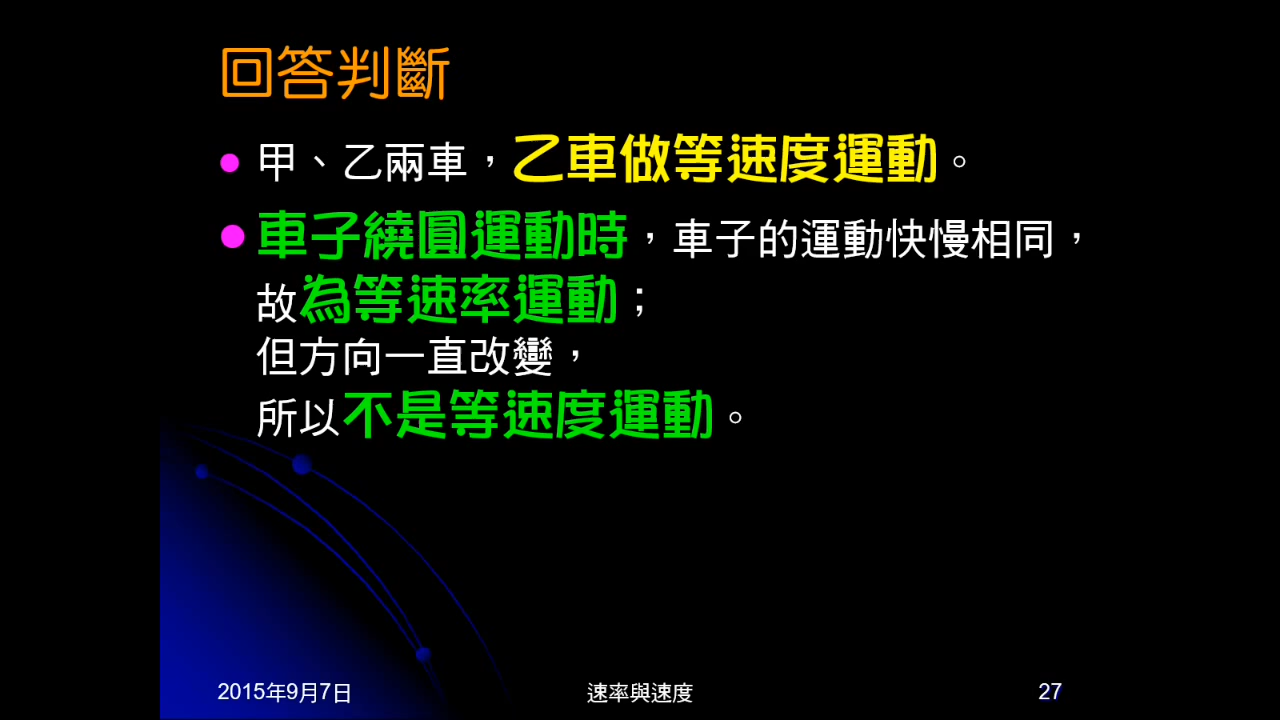 回答判斷
甲、乙兩車，乙車做等速度運動。
車子繞圓運動時，車子的運動快慢相同，
故為等速率運動；
但方向一直改變，
所以不是等速度運動。
2015年9月7日
速率與速度
27